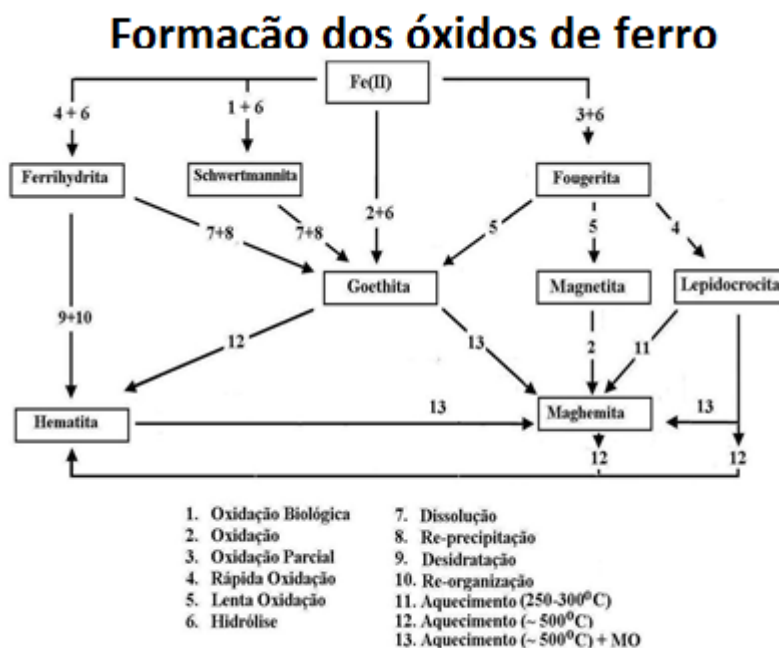 Formação dos óxidos de ferro
Fe(II)
4 + 6
1 + 6
3+6
Ferrihydrita
Schwertmannita
Fougerita
2+6
7+8
7+8
5
5
4
Goethita
Magnetita
Lepidocrocita
9+10
12
13
2
11
13
13
Hematita
Maghemita
12
12
1. Oxidação Biológica
2. Oxidação
3. Oxidação Parcial
4. Rápida Oxidação
5. Lenta Oxidação
6. Hidrólise
7. Dissolução
8. Re-precipitação
9. Desidratação
10. Re-organização
11. Aquecimento (250-300⁰C)
12. Aquecimento (~ 500⁰C)
13. Aquecimento (~ 500⁰C) + MO